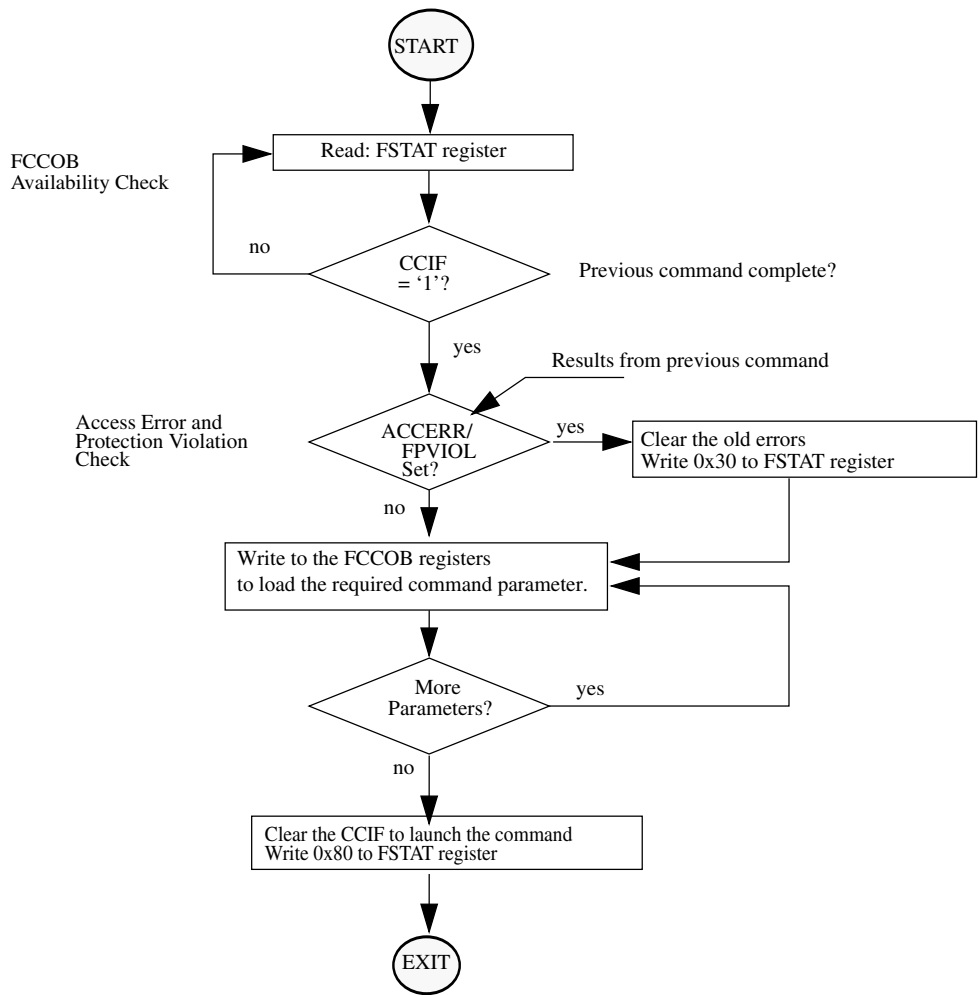 START
Read: FSTAT register
FCCOB
Availability Check
no
CCIF
= ‘1’?
Previous command complete?
yes
Results from previous command
Access Error and
Protection Violation
Check
ACCERR/
FPVIOL
Set?
yes
Clear the old errors
Write 0x30 to FSTAT register
no
Write to the FCCOB registers
to load the required command parameter.
More
Parameters?
yes
no
Clear the CCIF to launch the command
Write 0x80 to FSTAT register
EXIT